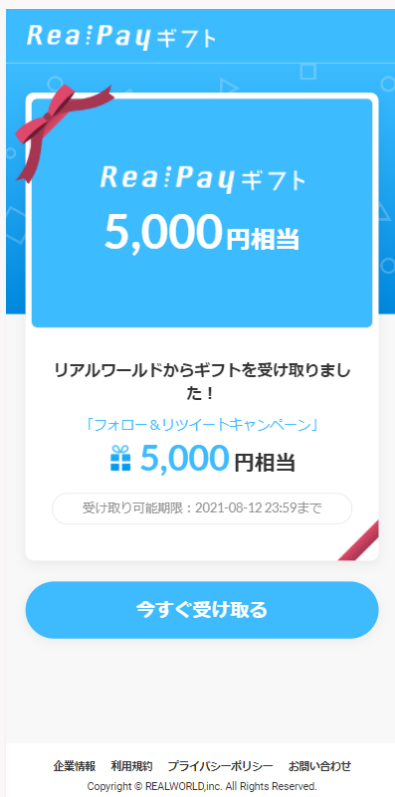 RealPayギフト
RealPayギフト
5,000円相当
リアルワールドからギフトを受け取りまし
た！
「フォロー＆リツイートキャンペーン」
5,000 円相当
受け取り可能期限：2021-08-12 23:59まで
今すぐ受け取る
企業情報 利用規約 プライバシーポリシー お問い合わせ
Copyright © REALWORLD,inc. All Rights Reserved.